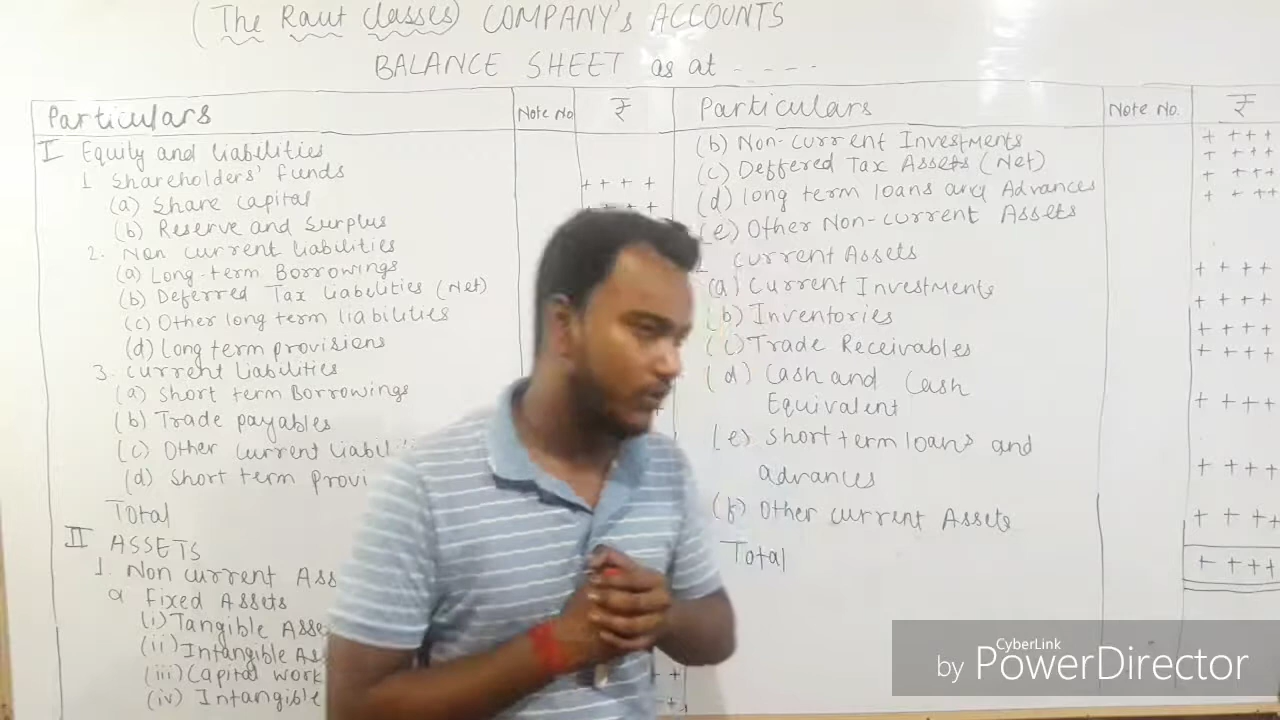 (The Raut Classes) COMPANY's ACCOUNTS
BALANCE SHEET as at - - - - -
Particulars Note No ₹
I Equity and liabilities
1 Shareholders' funds
(a) Share capital + + + +
(b) Reserve and Surplus
2. Non current liabilities
(a) Long-term Borrowings
(b) Deferred Tax liabilities (Net)
(c) Other long term liabilities
(d) Long term provisions
3. Current liabilities
(a) Short term Borrowings
(b) Trade payables
(c) Other current
(d) Short term
Total
II ASSETS
1. Non current
a Fixed Assets
(i) Tangible
(ii) Intangible
(iii) Capital work
(iv) Intangible
Particulars Note No. ₹
(b) Non-current Investments + + + +
(c) Deffered Tax Assets (Net) + + + +
(d) long term loans and Advances + + + +
(e) Other Non-current Assets + + + +
current Assets
(a) Current Investments + + + +
(b) Inventories + + + +
(c) Trade Receivables + + + +
(d) Cash and Cash + + + +
Equivalent + + + +
(e) Short term loans and
advances + + + +
(f) Other current Assets + + + +
Total + + + +
CyberLink
by PowerDirector